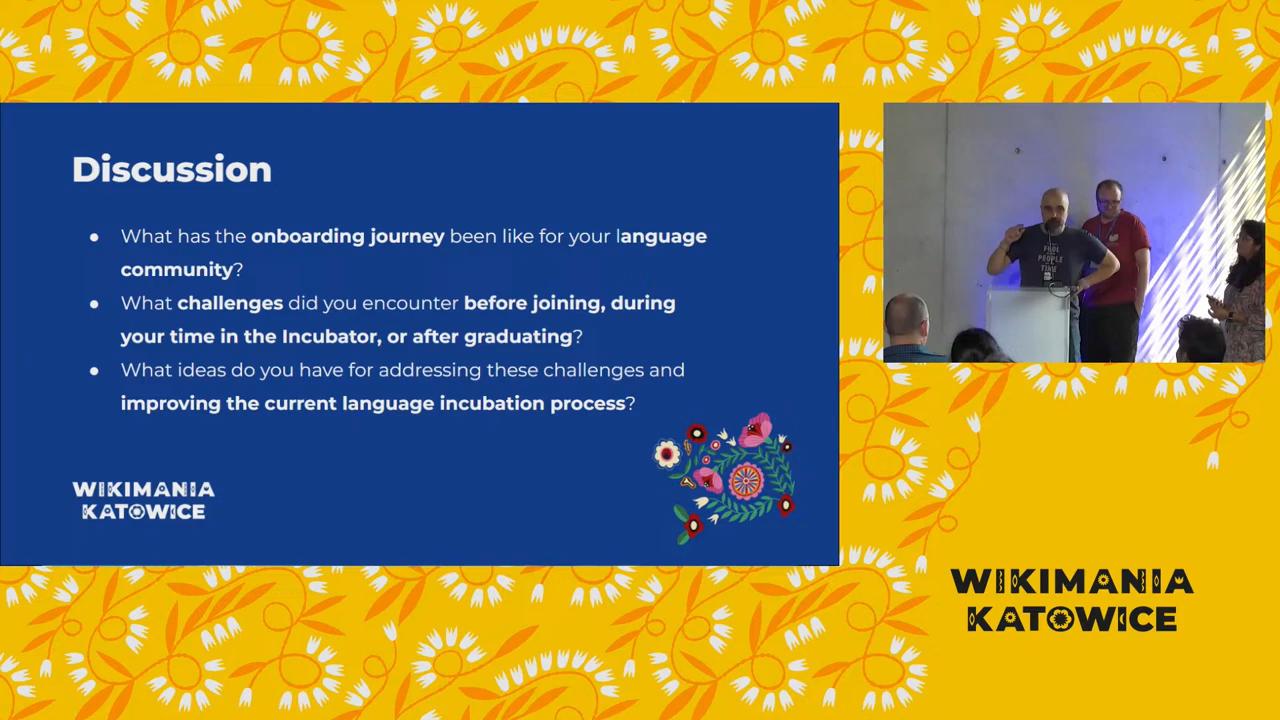 Discussion
● What has the onboarding journey been like for your language
community?
● What challenges did you encounter before joining, during
your time in the Incubator, or after graduating?
● What ideas do you have for addressing these challenges and
improving the current language incubation process?
WIKIMANIA
KATOWICE
PEOPLE
TIME
WIKIMANIA
KATOWICE